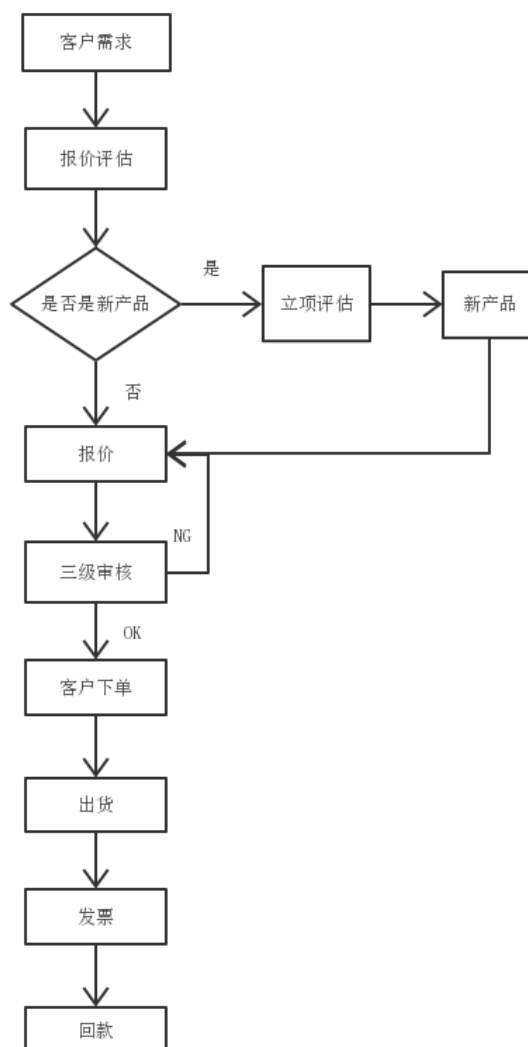 客户需求
报价评估
是否是新产品
是
立项评估
新产品
否
报价
NG
三级审核
OK
客户下单
出货
发票
回款